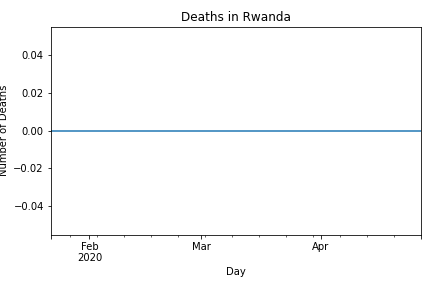 Deaths in Rwanda
Number of Deaths
0.04
0.02
0.00
−0.02
−0.04
Feb
2020
Mar
Apr
Day